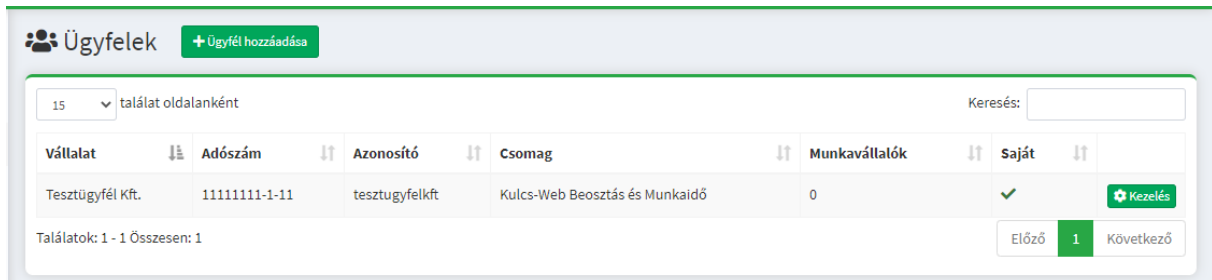 Ügyfelek + Ügyfél hozzáadása
15 találat oldalanként Keresés:
Vállalat Adószám Azonosító Csomag Munkavállalók Saját
Tesztügyfél Kft. 11111111-1-11 tesztugyfelkft Kulcs-Web Beosztás és Munkaidő 0 Kezelés
Találatok: 1 - 1 Összesen: 1 Előző 1 Következő